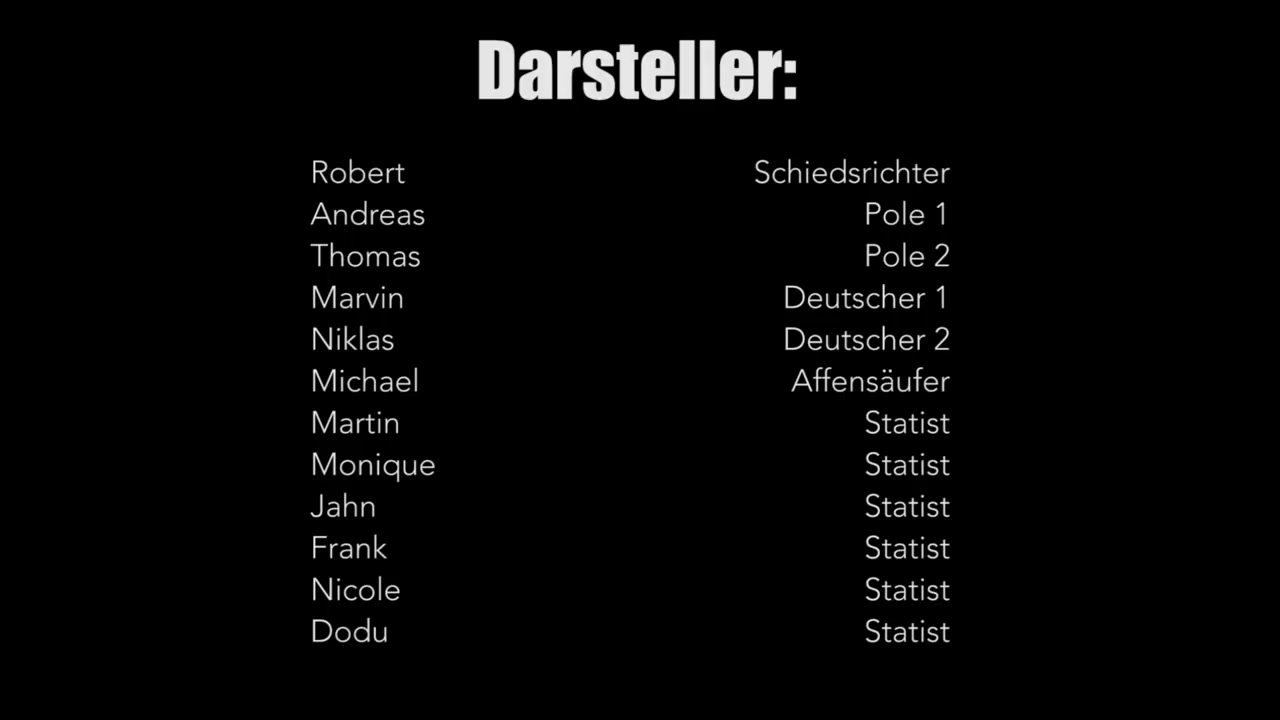 Darsteller:
Robert Schiedsrichter
Andreas Pole 1
Thomas Pole 2
Marvin Deutscher 1
Niklas Deutscher 2
Michael Affensäufer
Martin Statist
Monique Statist
Jahn Statist
Frank Statist
Nicole Statist
Dodu Statist